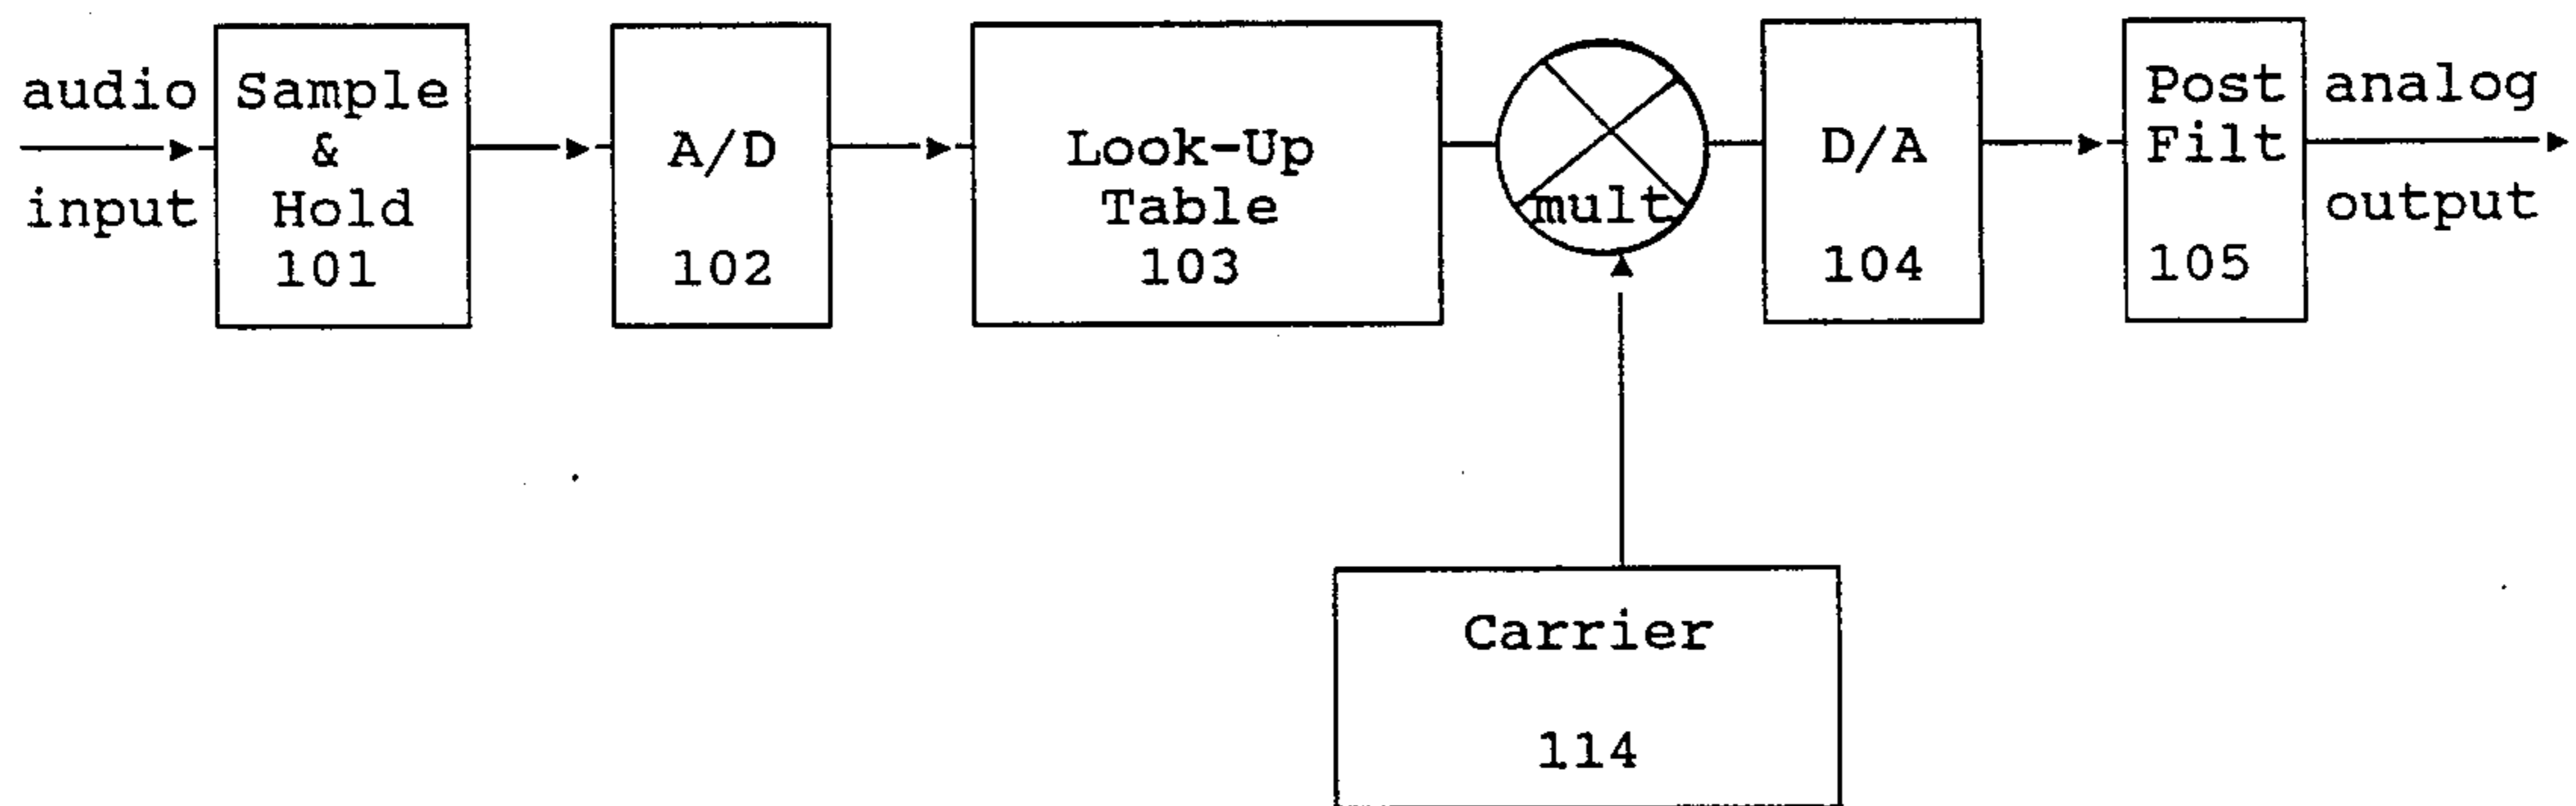 audio
input
Sample
&
Hold
101
A/D
102
Look-Up
Table
103
mult
D/A
104
Post
Filt
105
analog
output
Carrier
114